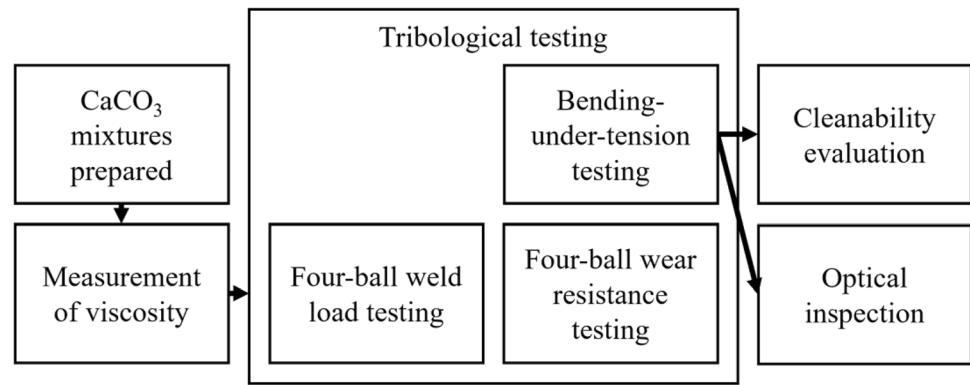 Tribological testing
CaCO₃
mixtures
prepared
Bending-
under-tension
testing
Cleanability
evaluation
Measurement
of viscosity
Four-ball weld
load testing
Four-ball wear
resistance
testing
Optical
inspection